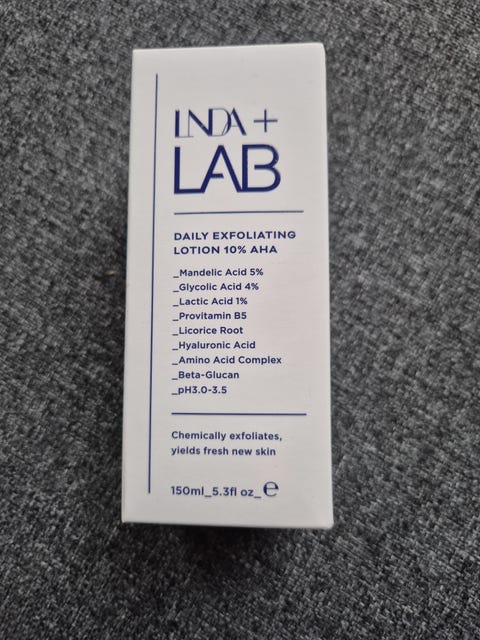 LINDA +
LAB
DAILY EXFOLIATING
LOTION 10% AHA
_Mandelic Acid 5%
_Glycolic Acid 4%
_Lactic Acid 1%
_Provitamin B5
_Licorice Root
_Hyaluronic Acid
_Amino Acid Complex
_Beta-Glucan
_pH3.0-3.5
Chemically exfoliates,
yields fresh new skin
150ml_5.3fl oz_℮